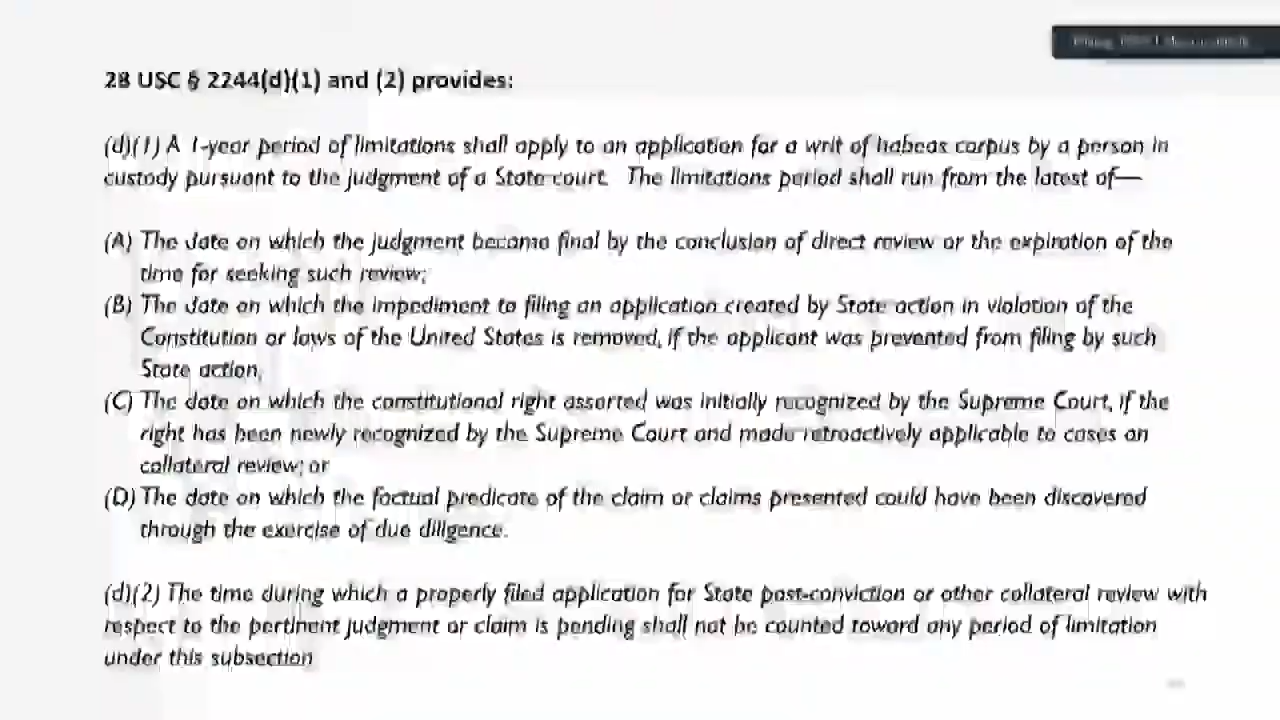 28 USC § 2244(d)(1) and (2) provides:
(d)(1) A 1-year period of limitations shall apply to an application for a writ of habeas corpus by a person in
custody pursuant to the judgment of a State court. The limitations period shall run from the latest of—
(A) The date on which the judgment became final by the conclusion of direct review or the expiration of the
time for seeking such review;
(B) The date on which the impediment to filing an application created by State action in violation of the
Constitution or laws of the United States is removed, if the applicant was prevented from filing by such
State action;
(C) The date on which the constitutional right asserted was initially recognized by the Supreme Court, if the
right has been newly recognized by the Supreme Court and made retroactively applicable to cases on
collateral review; or
(D) The date on which the factual predicate of the claim or claims presented could have been discovered
through the exercise of due diligence.
(d)(2) The time during which a properly filed application for State post-conviction or other collateral review with
respect to the pertinent judgment or claim is pending shall not be counted toward any period of limitation
under this subsection